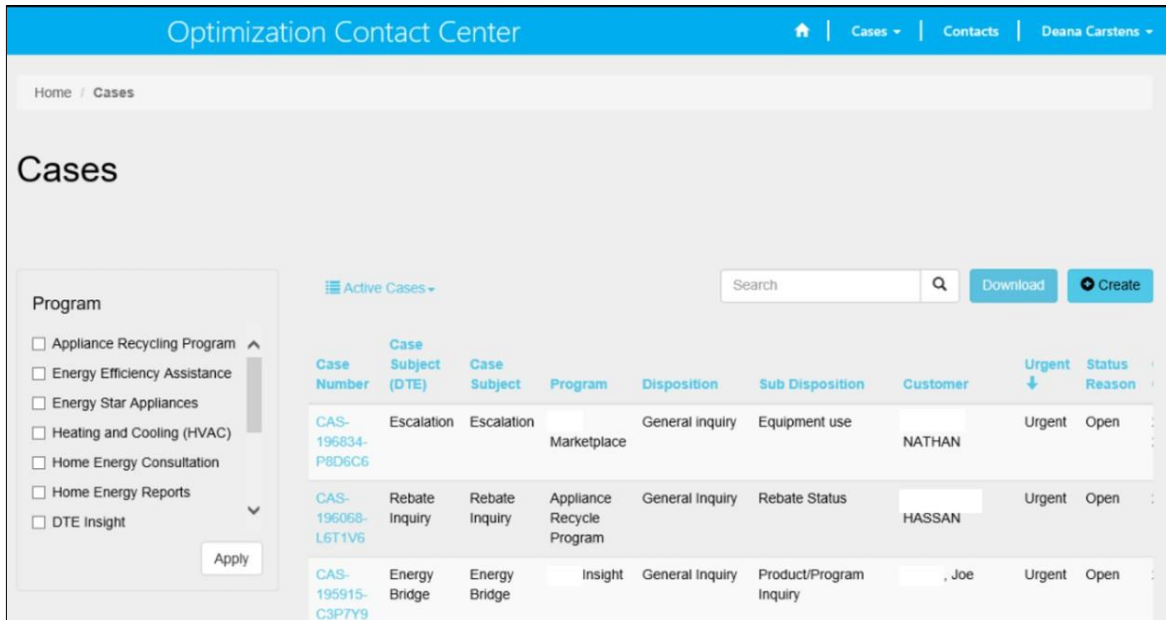 Optimization Contact Center
Cases
Contacts
Deana Carstens
Home / Cases
Cases
Program
Appliance Recycling Program
Energy Efficiency Assistance
Energy Star Appliances
Heating and Cooling (HVAC)
Home Energy Consultation
Home Energy Reports
DTE Insight
Apply
Active Cases
Search
Download
Create
Case
Case Subject Case Urgent Status
Number (DTE) Subject Program Disposition Sub Disposition Customer Reason
CAS- Escalation Escalation General inquiry Equipment use Urgent Open
196834- Marketplace NATHAN
P8D6C6
CAS- Rebate Rebate Appliance General Inquiry Rebate Status Urgent Open
196068- Inquiry Inquiry Recycle HASSAN
L6T1V6 Program
CAS- Energy Energy Insight General Inquiry Product/Program , Joe Urgent Open
195915- Bridge Bridge Inquiry
C3P7Y9